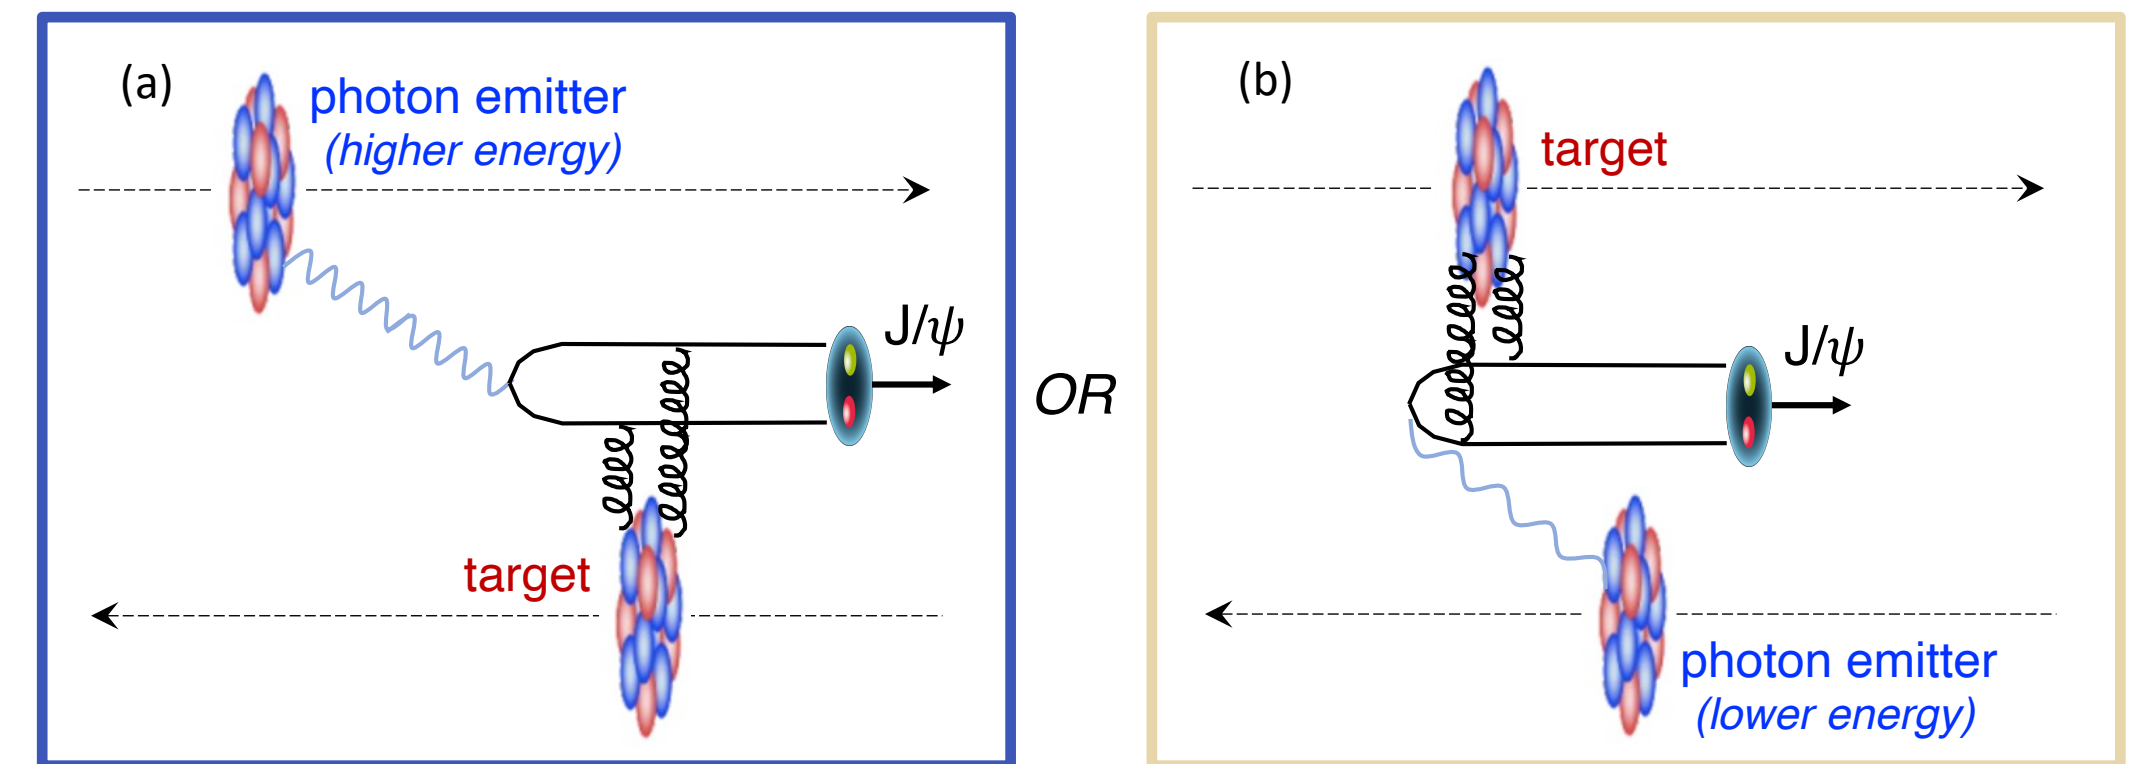 (a)
photon emitter
(higher energy)
J/ψ
target
OR
(b)
target
J/ψ
photon emitter
(lower energy)